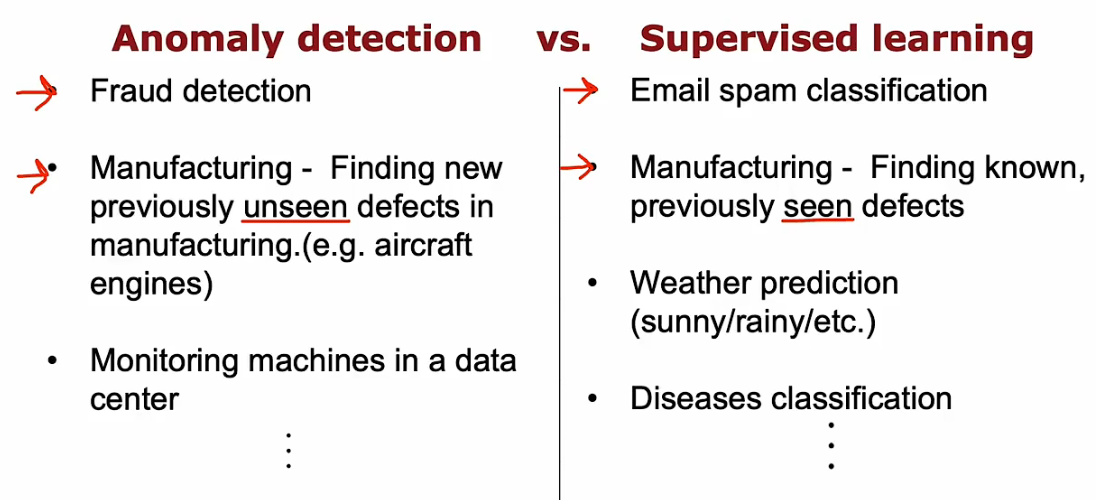 Anomaly detection vs. Supervised learning
• Fraud detection
• Manufacturing - Finding new
previously unseen defects in
manufacturing.(e.g. aircraft
engines)
• Monitoring machines in a data
center
• Email spam classification
• Manufacturing - Finding known,
previously seen defects
• Weather prediction
(sunny/rainy/etc.)
• Diseases classification